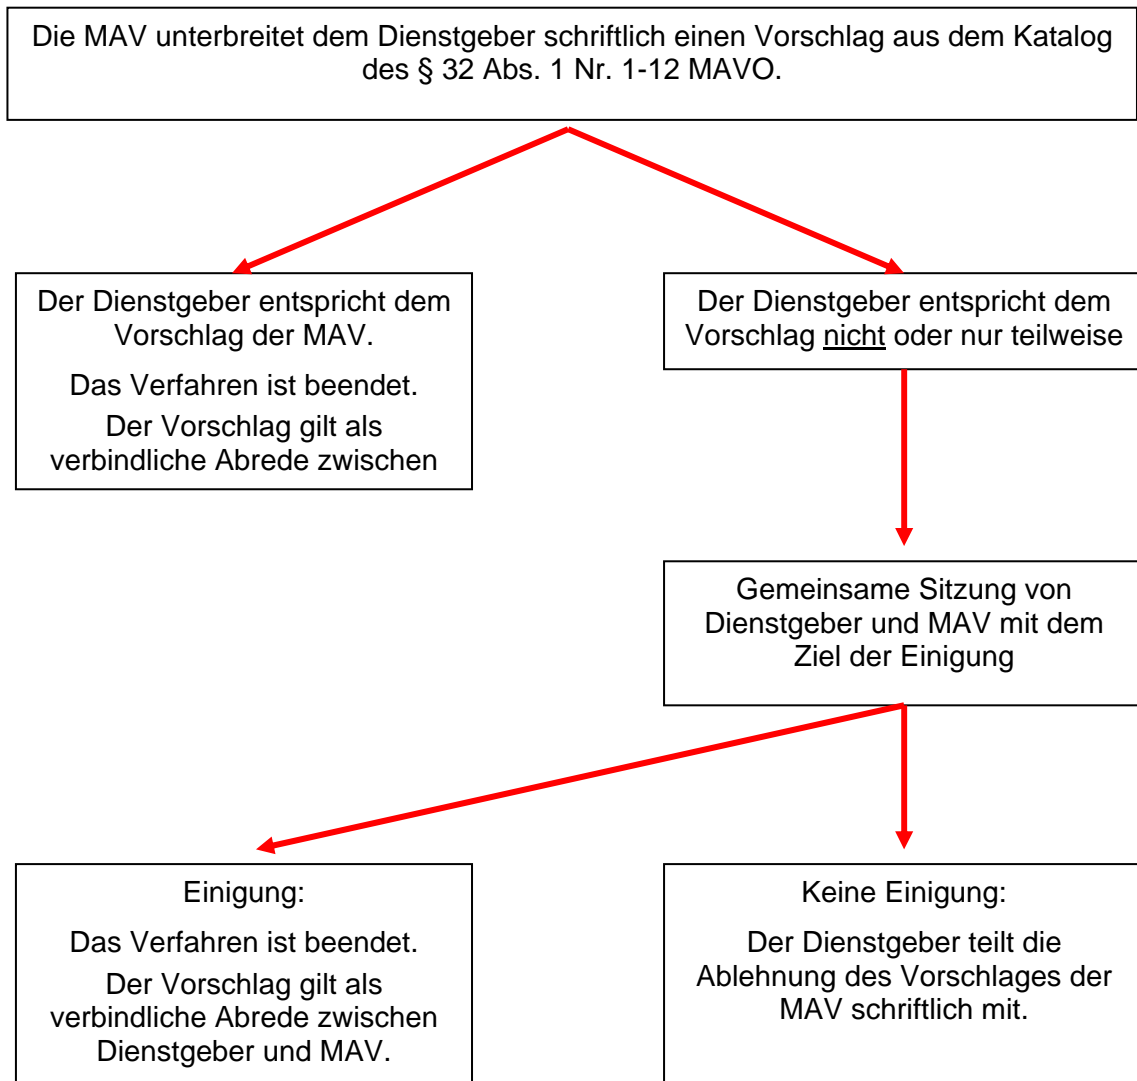 Die MAV unterbreitet dem Dienstgeber schriftlich einen Vorschlag aus dem Katalog
des § 32 Abs. 1 Nr. 1-12 MAVO.
Der Dienstgeber entspricht dem
Vorschlag der MAV.
Das Verfahren ist beendet.
Der Vorschlag gilt als
verbindliche Abrede zwischen
Der Dienstgeber entspricht dem
Vorschlag nicht oder nur teilweise
Gemeinsame Sitzung von
Dienstgeber und MAV mit dem
Ziel der Einigung
Einigung:
Das Verfahren ist beendet.
Der Vorschlag gilt als
verbindliche Abrede zwischen
Dienstgeber und MAV.
Keine Einigung:
Der Dienstgeber teilt die
Ablehnung des Vorschlages der
MAV schriftlich mit.